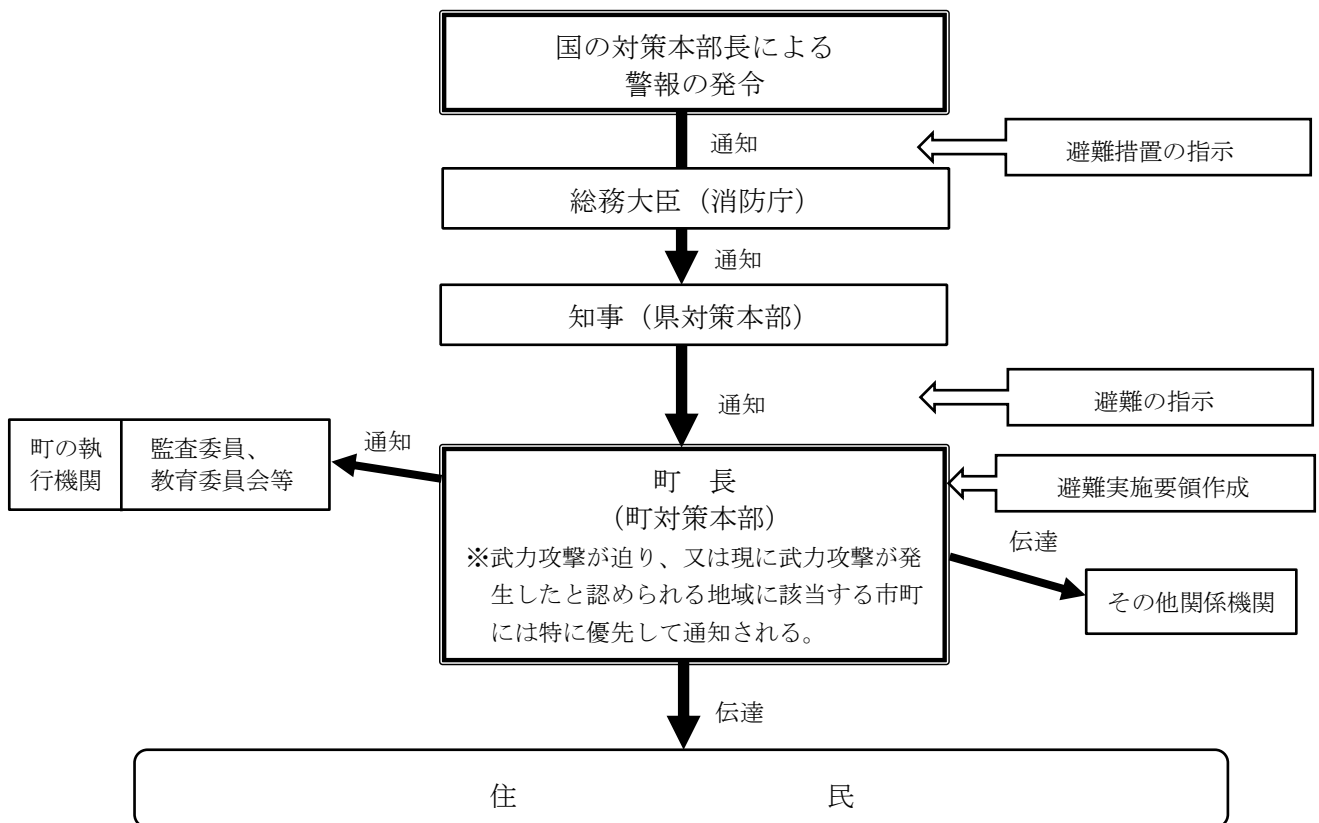 国の対策本部長による
警報の発令
通知
避難措置の指示
総務大臣（消防庁）
通知
知事（県対策本部）
通知
避難の指示
町の執
行機関
監査委員、
教育委員会等
通知
町　長
（町対策本部）
※武力攻撃が迫り、又は現に武力攻撃が発
生したと認められる地域に該当する市町
には特に優先して通知される。
避難実施要領作成
伝達
その他関係機関
伝達
住　民